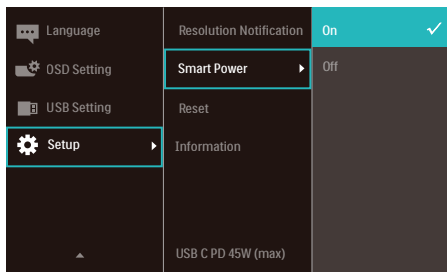 Language
OSD Setting
USB Setting
Setup
Resolution Notification
Smart Power
Reset
Information
USB C PD 45W (max)
On
Off